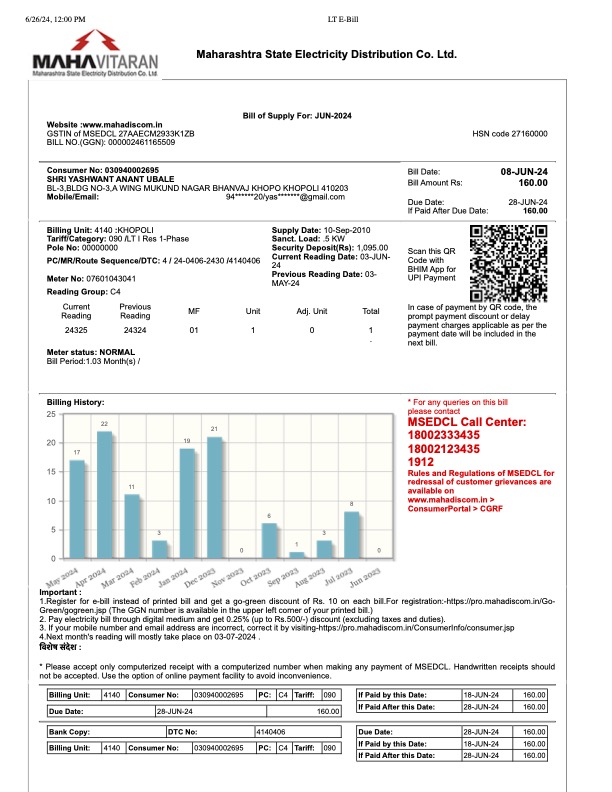 6/26/24, 12:00 PM
LT E-Bill
MAHAVITARAN
Maharashtra State Electricity Distribution Co. Ltd.
Maharashtra State Electricity Distribution Co. Ltd.
Bill of Supply For: JUN-2024
Website :www.mahadiscom.in
GSTIN of MSEDCL 27AAECM2933K1ZB
HSN code 27160000
BILL NO.(GGN): 000002461165509
Consumer No: 030940002695
SHRI YASHWANT ANANT UBALE
BL-3,BLDG NO-3,A WING MUKUND NAGAR BHANVAJ KHOPO KHOPOLI 410203
Mobile/Email: 94******20/yas*******@gmail.com
Bill Date: 08-JUN-24
Bill Amount Rs: 160.00
Due Date: 28-JUN-24
If Paid After Due Date: 160.00
Billing Unit: 4140 :KHOPOLI
Tariff/Category: 090 /LT I Res 1-Phase
Pole No: 00000000
PC/MR/Route Sequence/DTC: 4 / 24-0406-2430 /4140406
Meter No: 07601043041
Reading Group: C4
Supply Date: 10-Sep-2010
Sanct. Load: .5 KW
Security Deposit(Rs): 1,095.00
Current Reading Date: 03-JUN-
24
Previous Reading Date: 03-
MAY-24
Scan this QR
Code with
BHIM App for
UPI Payment
Current Reading Previous Reading MF Unit Adj. Unit Total
24325 24324 01 1 0 1
.
In case of payment by QR code, the
prompt payment discount or delay
payment charges applicable as per the
payment date will be included in the
next bill.
Meter status: NORMAL
Bill Period:1.03 Month(s) /
Billing History:
25
20
15
10
5
0
17 22 11 3 19 21 0 6 1 3 8 0
May 2024 Apr 2024 Mar 2024 Feb 2024 Jan 2024 Dec 2023 Nov 2023 Oct 2023 Sep 2023 Aug 2023 Jul 2023 Jun 2023
* For any queries on this bill
please contact
MSEDCL Call Center:
18002333435
18002123435
1912
Rules and Regulations of MSEDCL for
redressal of customer grievances are
available on
www.mahadiscom.in >
ConsumerPortal > CGRF
Important :
1.Register for e-bill instead of printed bill and get a go-green discount of Rs. 10 on each bill.For registration:-https://pro.mahadiscom.in/Go-
Green/gogreen.jsp (The GGN number is available in the upper left corner of your printed bill.)
2. Pay electricity bill through digital medium and get 0.25% (up to Rs.500/-) discount (excluding taxes and duties).
3. If your mobile number and email address are incorrect, correct it by visiting-https://pro.mahadiscom.in/ConsumerInfo/consumer.jsp
4.Next month's reading will mostly take place on 03-07-2024 .
विशेष संदेश :
* Please accept only computerized receipt with a computerized number when making any payment of MSEDCL. Handwritten receipts should
not be accepted. Use the option of online payment facility to avoid inconvenience.
Billing Unit: 4140 Consumer No: 030940002695 PC: C4 Tariff: 090
Due Date: 28-JUN-24 160.00
If Paid by this Date: 18-JUN-24 160.00
If Paid After this Date: 28-JUN-24 160.00
Bank Copy: DTC No: 4140406
Billing Unit: 4140 Consumer No: 030940002695 PC: C4 Tariff: 090
Due Date: 28-JUN-24 160.00
If Paid by this Date: 18-JUN-24 160.00
If Paid After this Date: 28-JUN-24 160.00